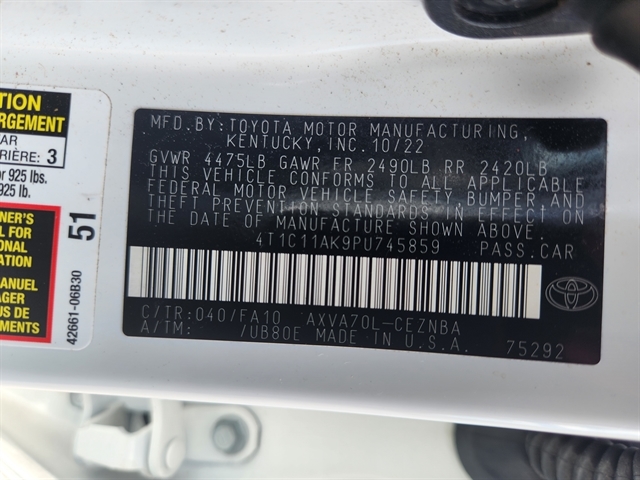 MFD.BY:TOYOTA MOTOR MANUFACTURING,
KENTUCKY, INC. 10/22
GVWR 4475LB GAWR FR 2490LB RR 2420LB
THIS VEHICLE CONFORMS TO ALL APPLICABLE
FEDERAL MOTOR VEHICLE SAFETY, BUMPER AND
THEFT PREVENTION STANDARDS IN EFFECT ON
THE DATE OF MANUFACTURE SHOWN ABOVE.
4T1C11AK9PU745859 PASS.CAR
C/TR:040/FA10 AXVA70L-CEZNBA
A/TM: /UB80E MADE IN U.S.A.
75292
TOYOTA
TION
RGEMENT
AR
RIÈRE: 3
or 925 lbs.
925 lb.
NER'S
L FOR
ONAL
ATION
ANUEL
AGER
S DE
51
42661-06B30